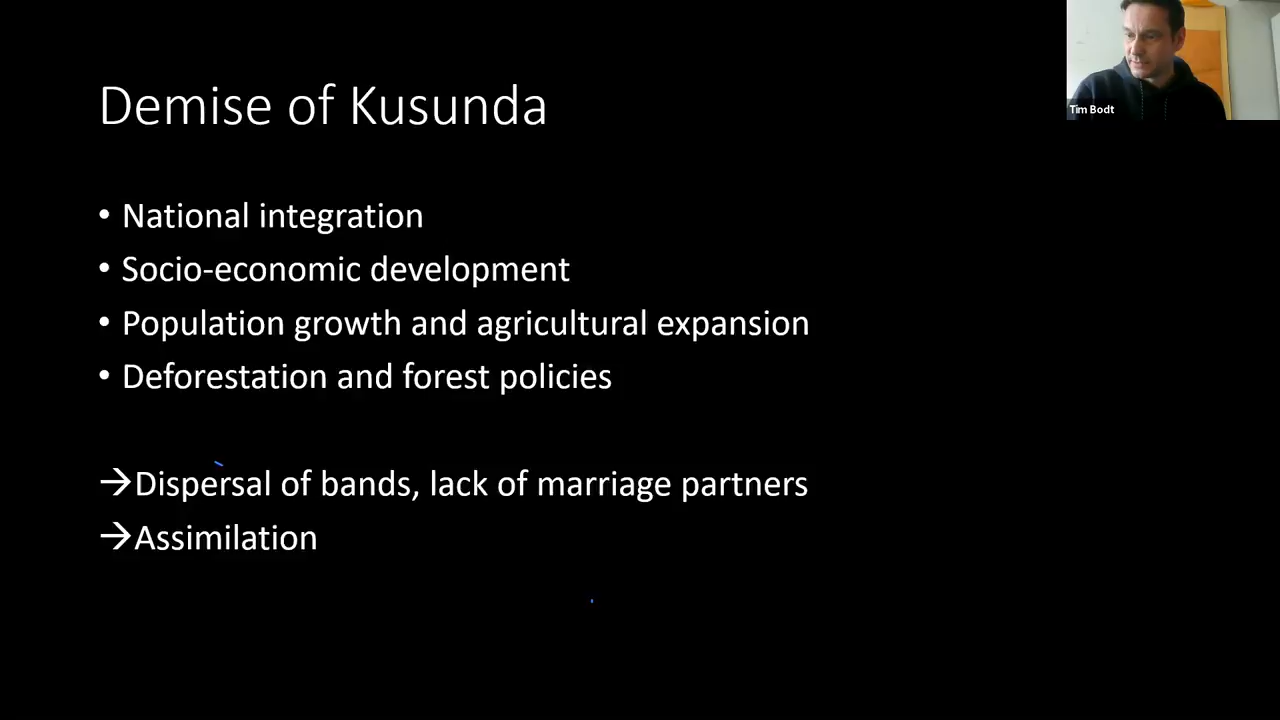 Demise of Kusunda
• National integration
• Socio-economic development
• Population growth and agricultural expansion
• Deforestation and forest policies
→Dispersal of bands, lack of marriage partners
→Assimilation
Tim Bodt